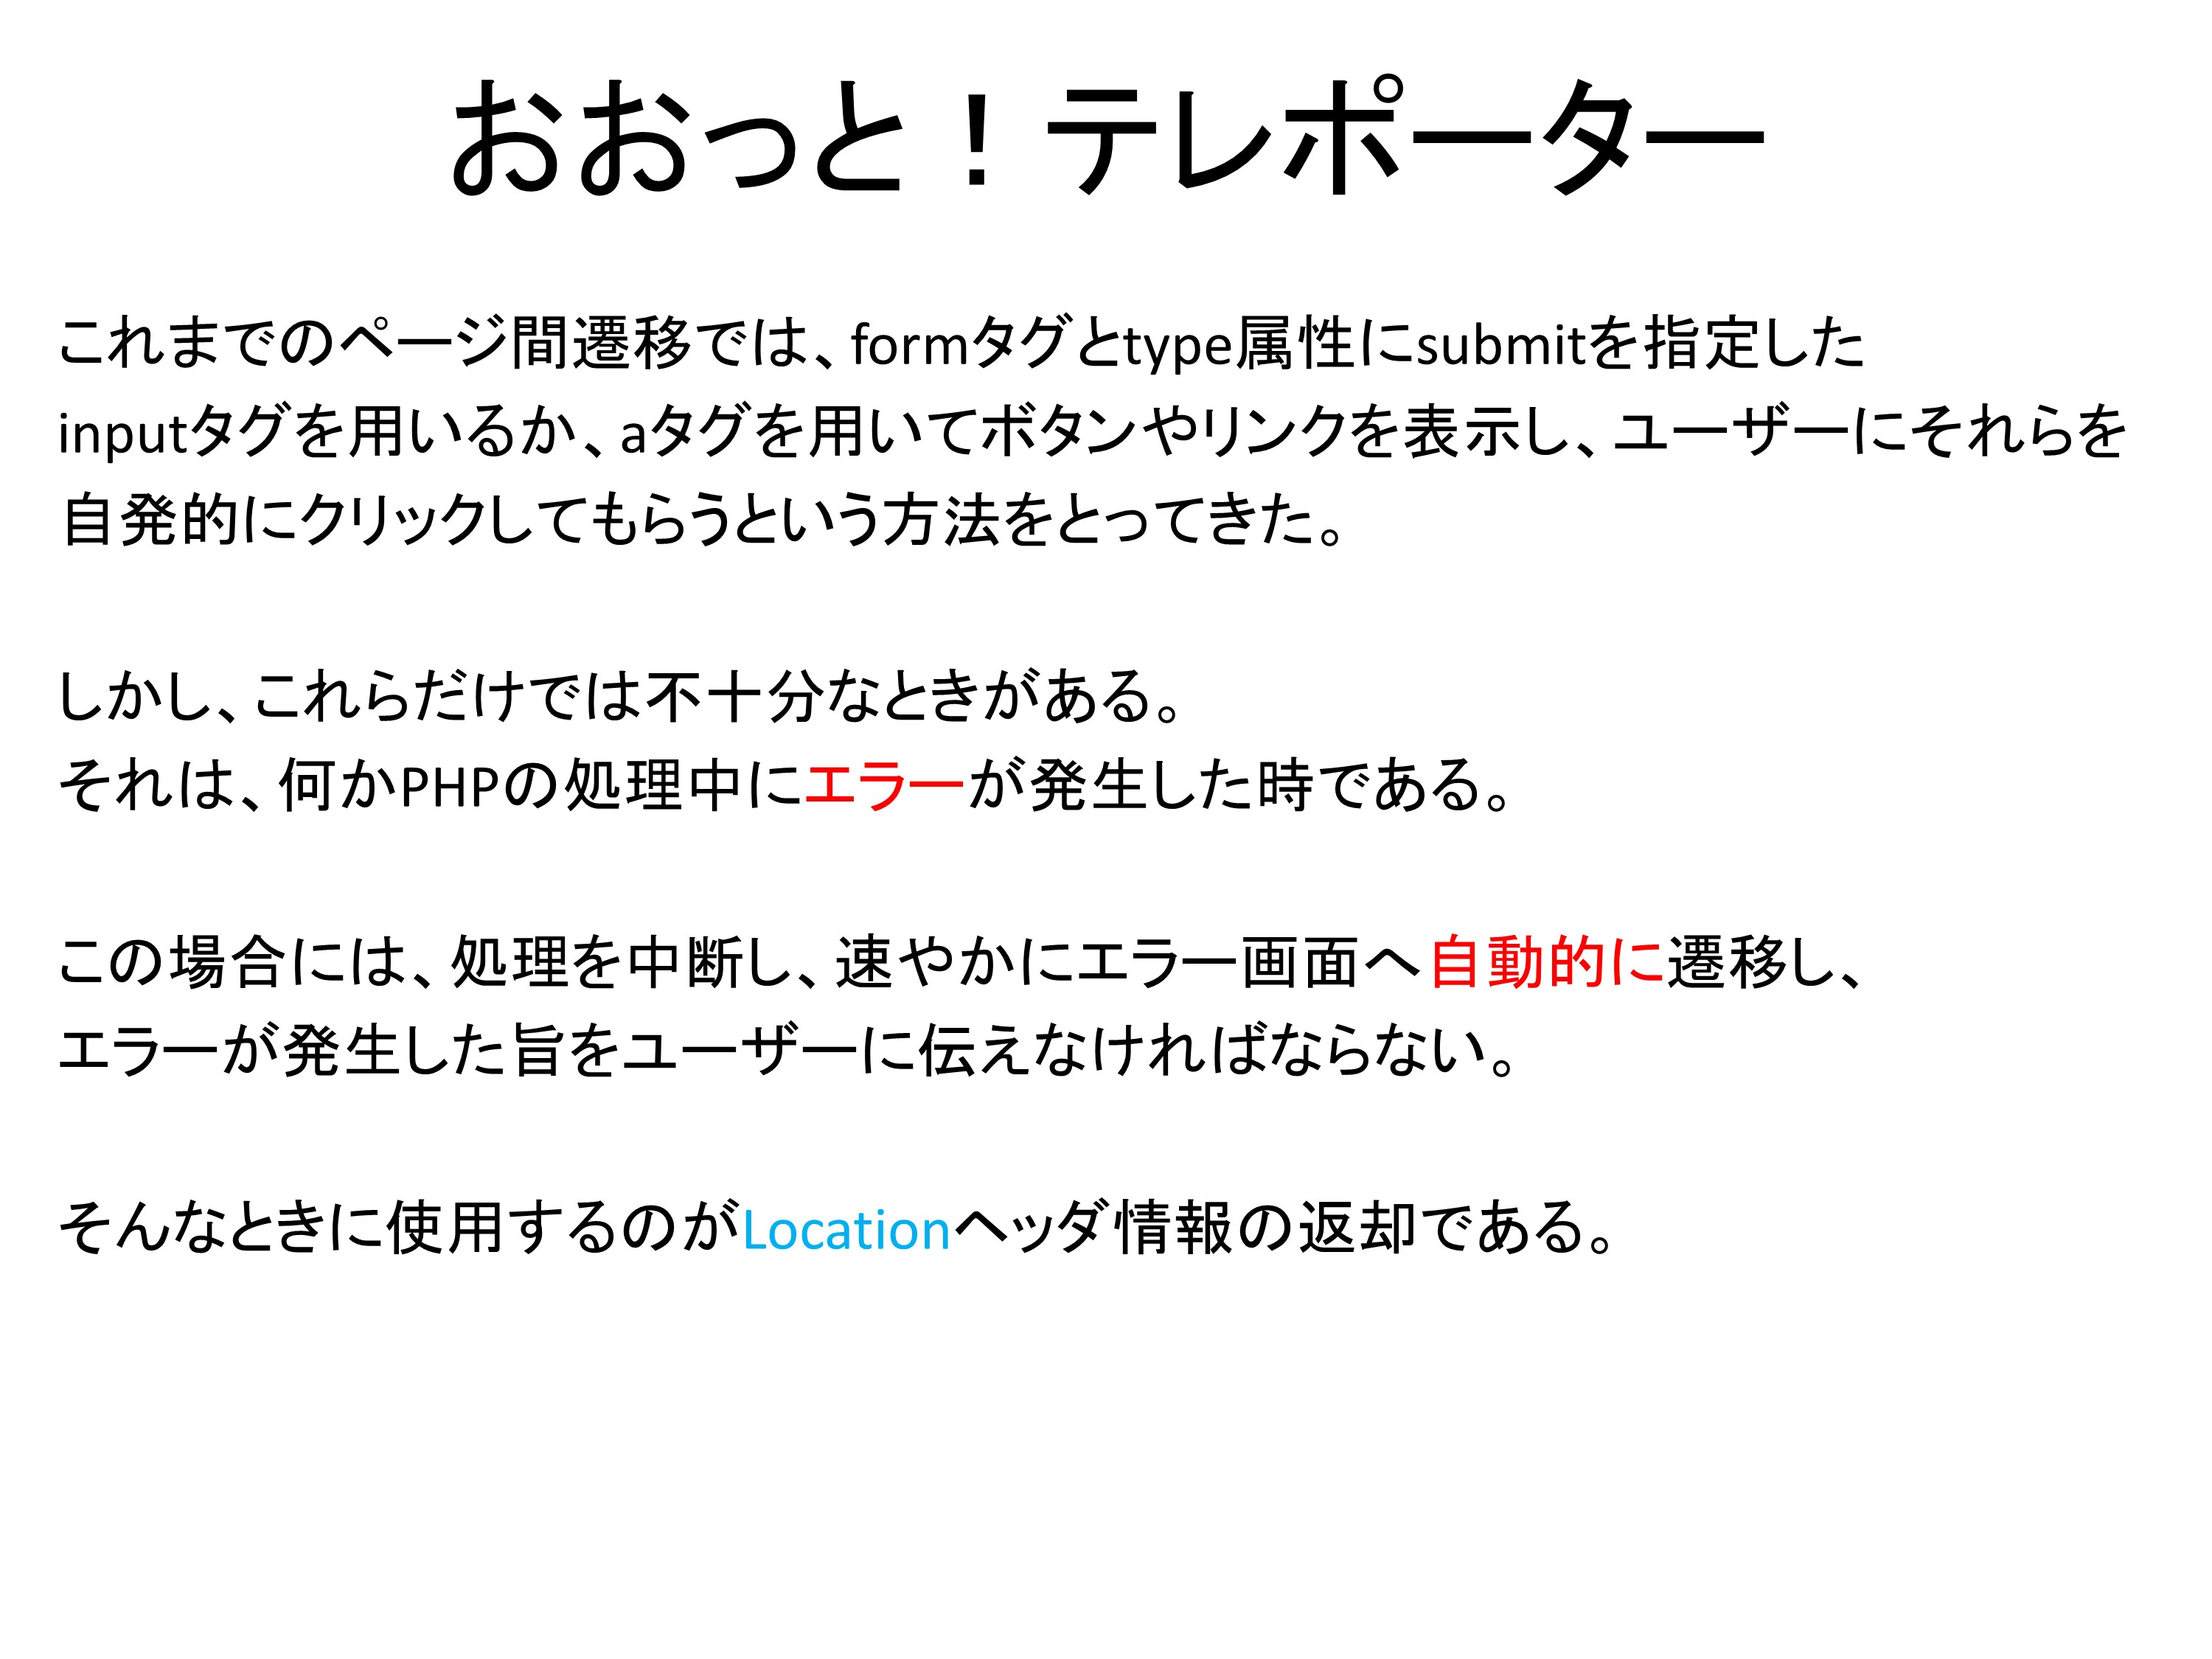 おおっと！テレポーター
これまでのページ間遷移では、formタグとtype属性にsubmitを指定した
inputタグを用いるか、aタグを用いてボタンやリンクを表示し、ユーザーにそれらを
自発的にクリックしてもらうという方法をとってきた。
しかし、これらだけでは不十分なときがある。
それは、何かPHPの処理中にエラーが発生した時である。
この場合には、処理を中断し、速やかにエラー画面へ自動的に遷移し、
エラーが発生した旨をユーザーに伝えなければならない。
そんなときに使用するのがLocationヘッダ情報の返却である。